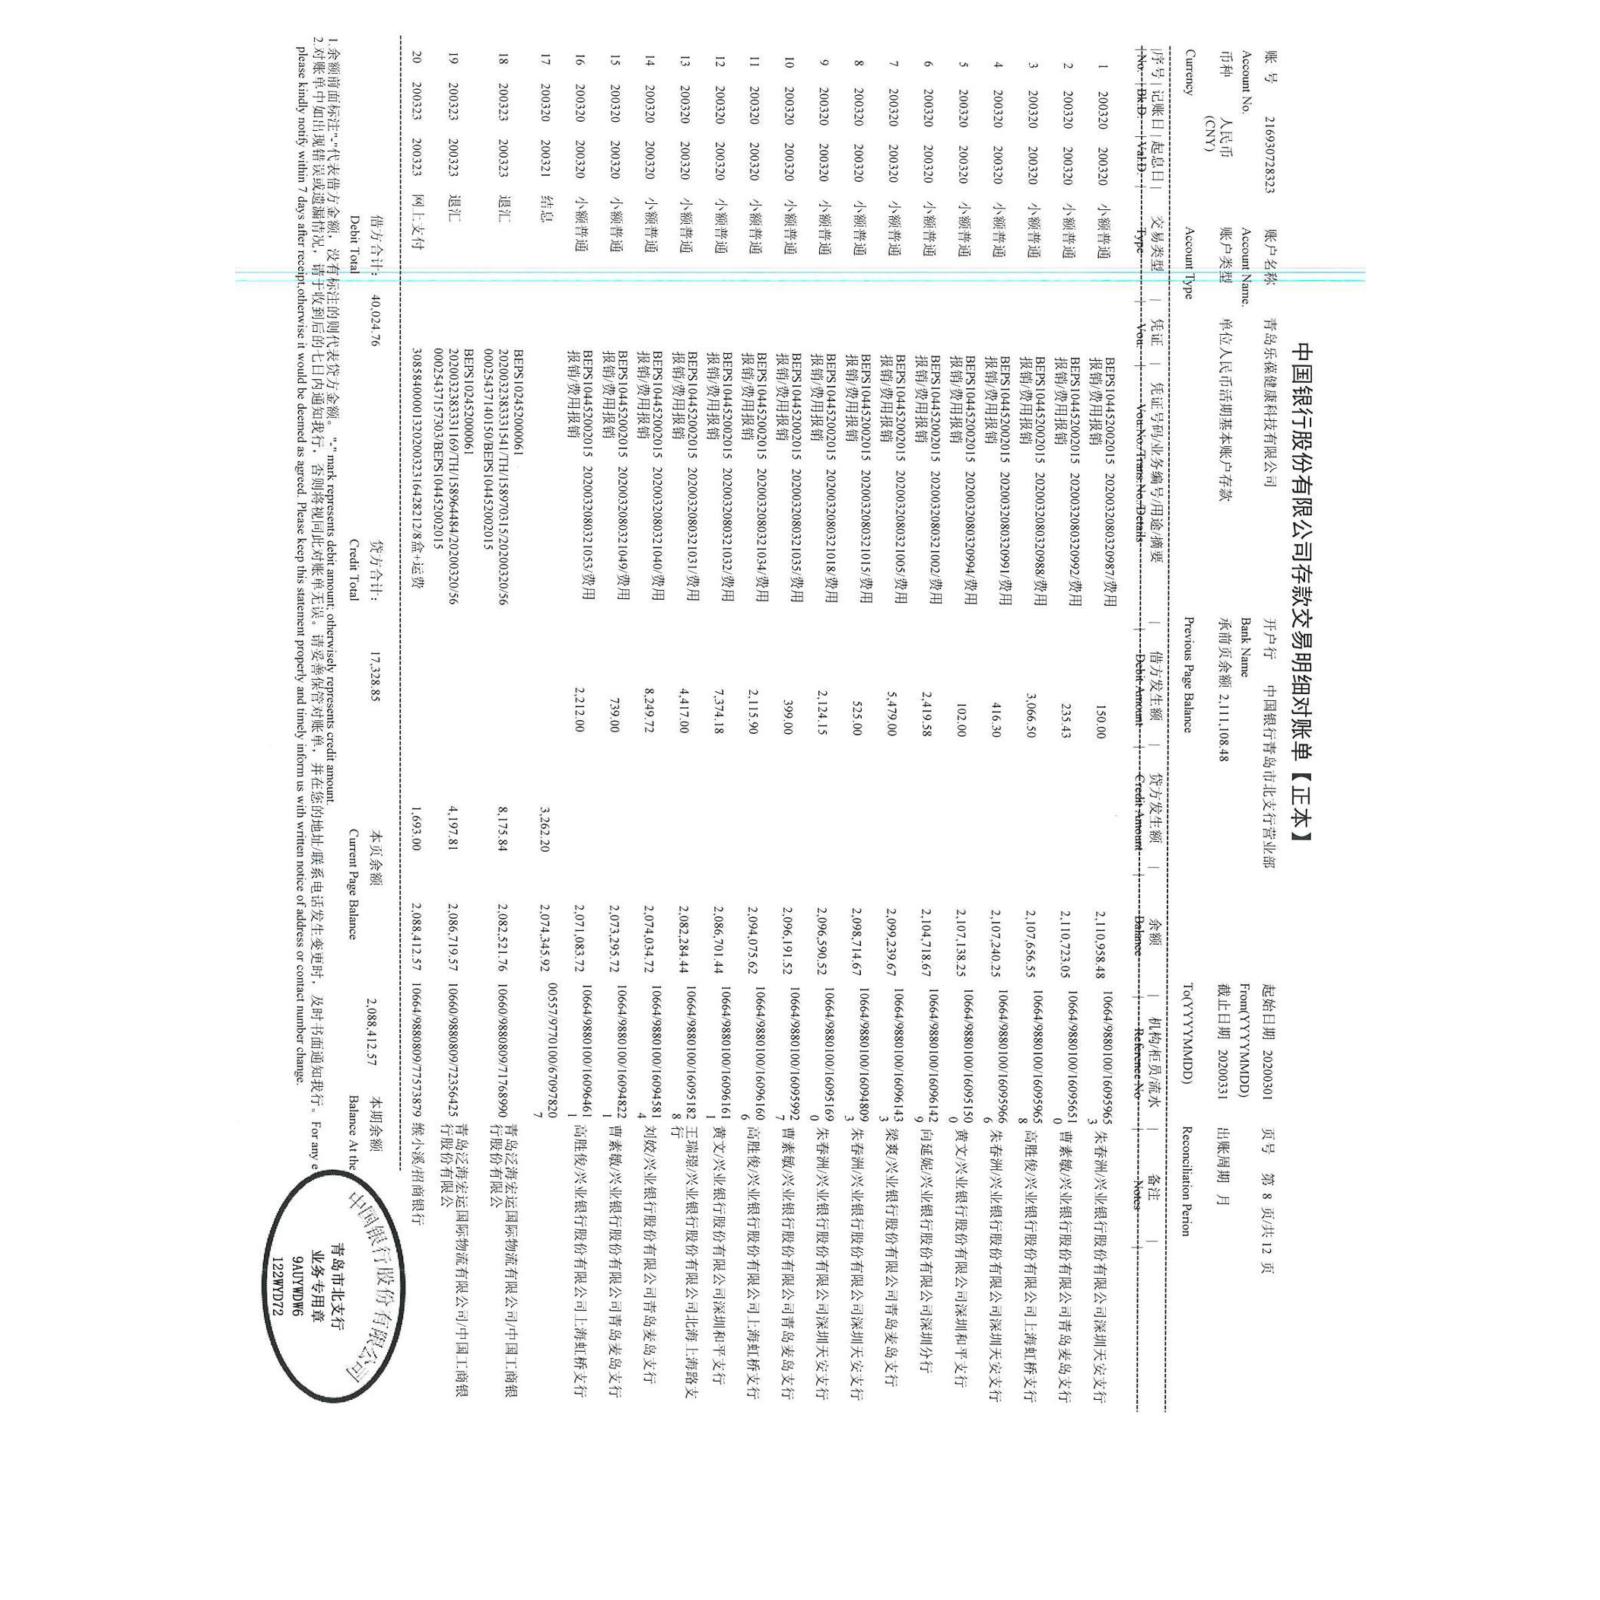 中国银行股份有限公司存款交易明细对账单【正本】
账 号 216930728323 账户名称 青岛乐葆健康科技有限公司 开户行 中国银行青岛市北支行营业部 起始日期 20200301 页号 第 8 页/共 12 页
Account No. Account Name. Bank Name From(YYYYMMDD)
币种 人民币 账户类型 单位人民币活期基本账户存款 承前页余额 2,111,108.48 截止日期 20200331 出账周期 月
(CNY)
Currency Account Type Previous Page Balance To(YYYYMMDD) Reconciliation Period
|序号| 记账日 | 起息日 | 交易类型 | 凭证 | 凭证号码/业务编号/用途/摘要 | 借方发生额 | 贷方发生额 | 余额 | 机构/柜员/流水 | 备注 |
|No. | Bk.D. | Val.D. | Type | Vou. | Vou.No./Trans.No./Details | Debit Amount | Credit Amount | Balance | Reference No | Notes |
1 200320 200320 小额普通 BEPS104452002015 2020032080320987/费用 150.00 2,110,958.48 10664/9880100/16095965 朱春洲/兴业银行股份有限公司深圳天安支行
报销/费用报销 3
2 200320 200320 小额普通 BEPS104452002015 2020032080320992/费用 235.43 2,110,723.05 10664/9880100/16095651 曹素敏/兴业银行股份有限公司青岛麦岛支行
报销/费用报销 0
3 200320 200320 小额普通 BEPS104452002015 2020032080320988/费用 3,066.50 2,107,656.55 10664/9880100/16095965 高胜俊/兴业银行股份有限公司上海虹桥支行
报销/费用报销 8
4 200320 200320 小额普通 BEPS104452002015 2020032080320991/费用 416.30 2,107,240.25 10664/9880100/16095966 朱春洲/兴业银行股份有限公司深圳天安支行
报销/费用报销 6
5 200320 200320 小额普通 BEPS104452002015 2020032080320994/费用 102.00 2,107,138.25 10664/9880100/16095150 黄文/兴业银行股份有限公司深圳和平支行
报销/费用报销 0
6 200320 200320 小额普通 BEPS104452002015 2020032080321002/费用 2,419.58 2,104,718.67 10664/9880100/16096142 向延妮/兴业银行股份有限公司深圳分行
报销/费用报销 9
7 200320 200320 小额普通 BEPS104452002015 2020032080321005/费用 5,479.00 2,099,239.67 10664/9880100/16096143 梁爽/兴业银行股份有限公司青岛麦岛支行
报销/费用报销 3
8 200320 200320 小额普通 BEPS104452002015 2020032080321015/费用 525.00 2,098,714.67 10664/9880100/16094809 朱春洲/兴业银行股份有限公司深圳天安支行
报销/费用报销 3
9 200320 200320 小额普通 BEPS104452002015 2020032080321018/费用 2,124.15 2,096,590.52 10664/9880100/16095169 朱春洲/兴业银行股份有限公司深圳天安支行
报销/费用报销 0
10 200320 200320 小额普通 BEPS104452002015 2020032080321035/费用 399.00 2,096,191.52 10664/9880100/16095992 曹素敏/兴业银行股份有限公司青岛麦岛支行
报销/费用报销 7
11 200320 200320 小额普通 BEPS104452002015 2020032080321034/费用 2,115.90 2,094,075.62 10664/9880100/16096160 高胜俊/兴业银行股份有限公司上海虹桥支行
报销/费用报销 6
12 200320 200320 小额普通 BEPS104452002015 2020032080321032/费用 7,374.18 2,086,701.44 10664/9880100/16096161 黄文/兴业银行股份有限公司深圳和平支行
报销/费用报销 1
13 200320 200320 小额普通 BEPS104452002015 2020032080321031/费用 4,417.00 2,082,284.44 10664/9880100/16095182 王瑞璟/兴业银行股份有限公司北海上海路支
报销/费用报销 8 行
14 200320 200320 小额普通 BEPS104452002015 2020032080321040/费用 8,249.72 2,074,034.72 10664/9880100/16094581 刘姣/兴业银行股份有限公司青岛麦岛支行
报销/费用报销 4
15 200320 200320 小额普通 BEPS104452002015 2020032080321049/费用 739.00 2,073,295.72 10664/9880100/16094822 曹素敏/兴业银行股份有限公司青岛麦岛支行
报销/费用报销 1
16 200320 200320 小额普通 BEPS104452002015 2020032080321053/费用 2,212.00 2,071,083.72 10664/9880100/16096461 高胜俊/兴业银行股份有限公司上海虹桥支行
报销/费用报销 1
17 200320 200321 结息 3,262.20 2,074,345.92 00557/9770100/67097820
7
18 200323 200323 退汇 BEPS102452000061 8,175.84 2,082,521.76 10660/9880809/71768990 青岛泛海宏运国际物流有限公司/中国工商银
2020032383331541/TH/158970315/20200320/56 行股份有限公
0002543714015O/BEPS104452002015
19 200323 200323 退汇 BEPS102452000061 4,197.81 2,086,719.57 10660/9880809/72356425 青岛泛海宏运国际物流有限公司/中国工商银
2020032383331169/TH/158964484/20200320/56 行股份有限公
00025437157303/BEPS104452002015
20 200323 200323 网上支付 30858400001320200323164282​12/8盒+运费 1,693.00 2,088,412.57 10664/9880809/77573879 熊小溪/招商银行
借方合计： 40,024.76 贷方合计： 17,328.85 本页余额 2,088,412.57 本期余额
Debit Total Credit Total Current Page Balance Balance At the
1.余额前面标注"-"代表借方金额，没有标注的则代表贷方金额。"-" mark represents debit amount; otherwisely represents credit amount.
2.对账单中如出现错误或遗漏情况，请于收到后的七日内通知我行，否则将视同此对账单无误。请妥善保管对账单，并在您的地址/联系电话发生变更时，及时书面通知我行。For any e
please kindly notify within 7 days after receipt,otherwise it would be deemed as agreed. Please keep this statement properly and timely inform us with written notice of address or contact number change.
中国银行股份有限公司
青岛市北支行
业务专用章
9AUYWDW6
122WYD72